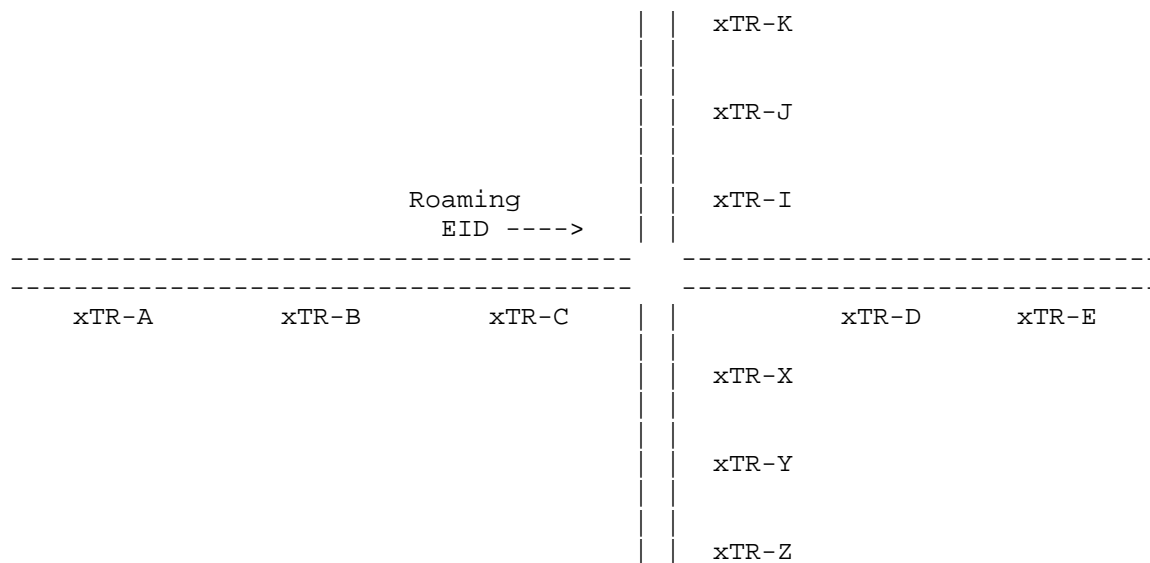 xTR-K
xTR-J
Roaming xTR-I
EID ---->
xTR-A xTR-B xTR-C xTR-D xTR-E
xTR-X
xTR-Y
xTR-Z